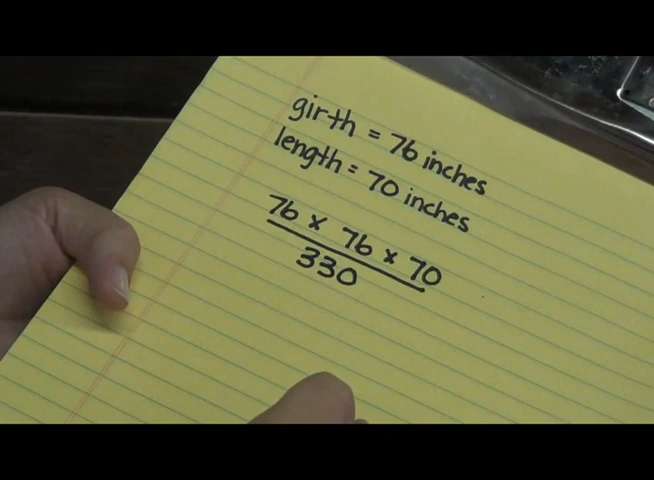 girth = 76 inches
length = 70 inches
76 x 76 x 70
330